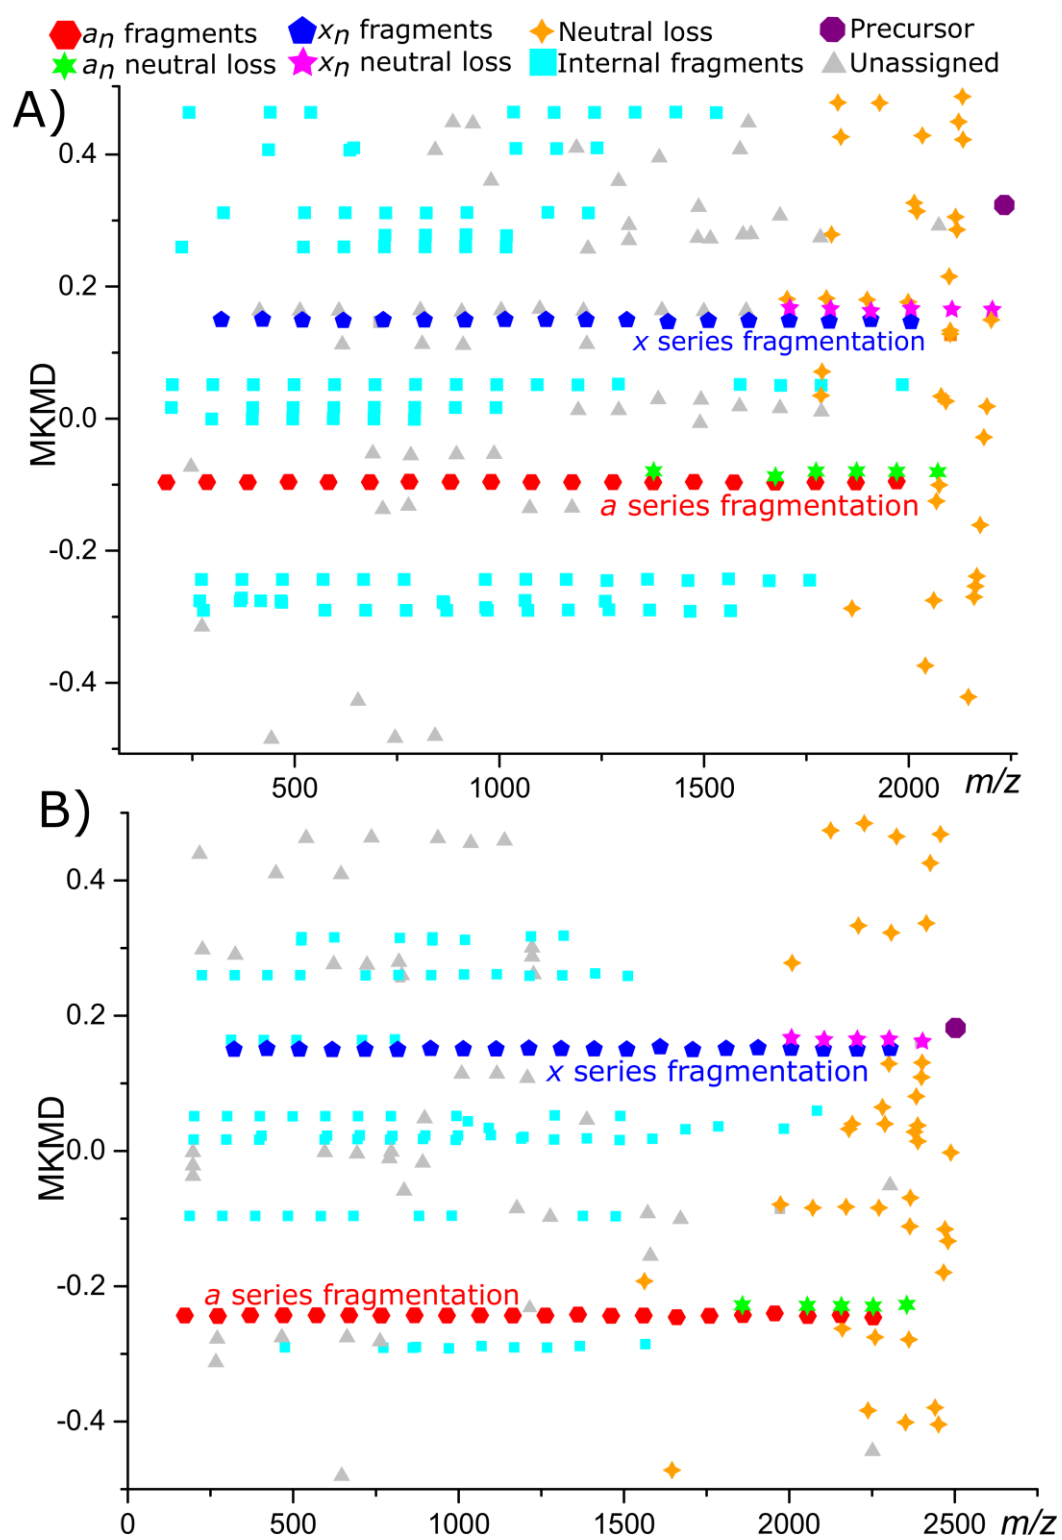 aₙ fragments xₙ fragments Neutral loss Precursor
aₙ neutral loss xₙ neutral loss Internal fragments Unassigned
A)
0.4
0.2
x series fragmentation
MKMD
0.0
a series fragmentation
-0.2
-0.4
500 1000 1500 2000 m/z
B)
0.4
0.2
x series fragmentation
MKMD
0.0
-0.2
a series fragmentation
-0.4
0 500 1000 1500 2000 2500 m/z